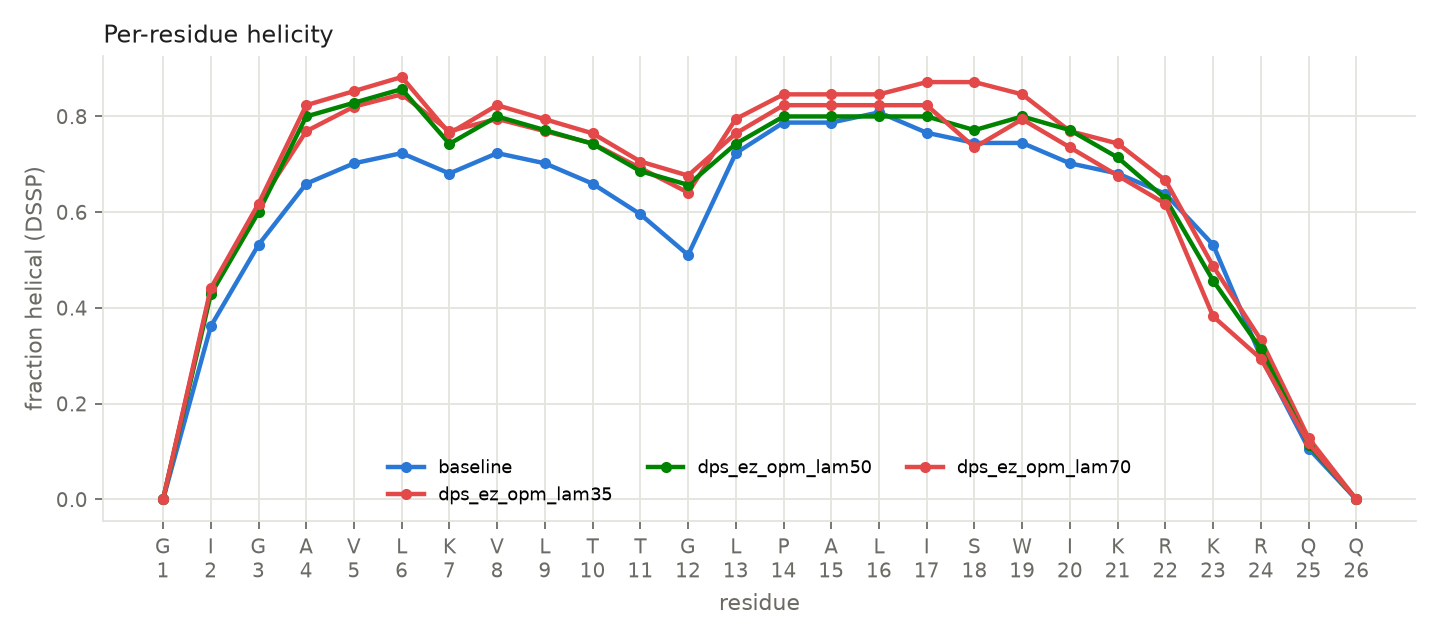 Per-residue helicity
fraction helical (DSSP)
0.8
0.6
0.4
0.2
0.0
baseline
dps_ez_opm_lam35
dps_ez_opm_lam50
dps_ez_opm_lam70
G I G A V L K V L T T G L P A L I S W I K R K R Q Q
1 2 3 4 5 6 7 8 9 10 11 12 13 14 15 16 17 18 19 20 21 22 23 24 25 26
residue